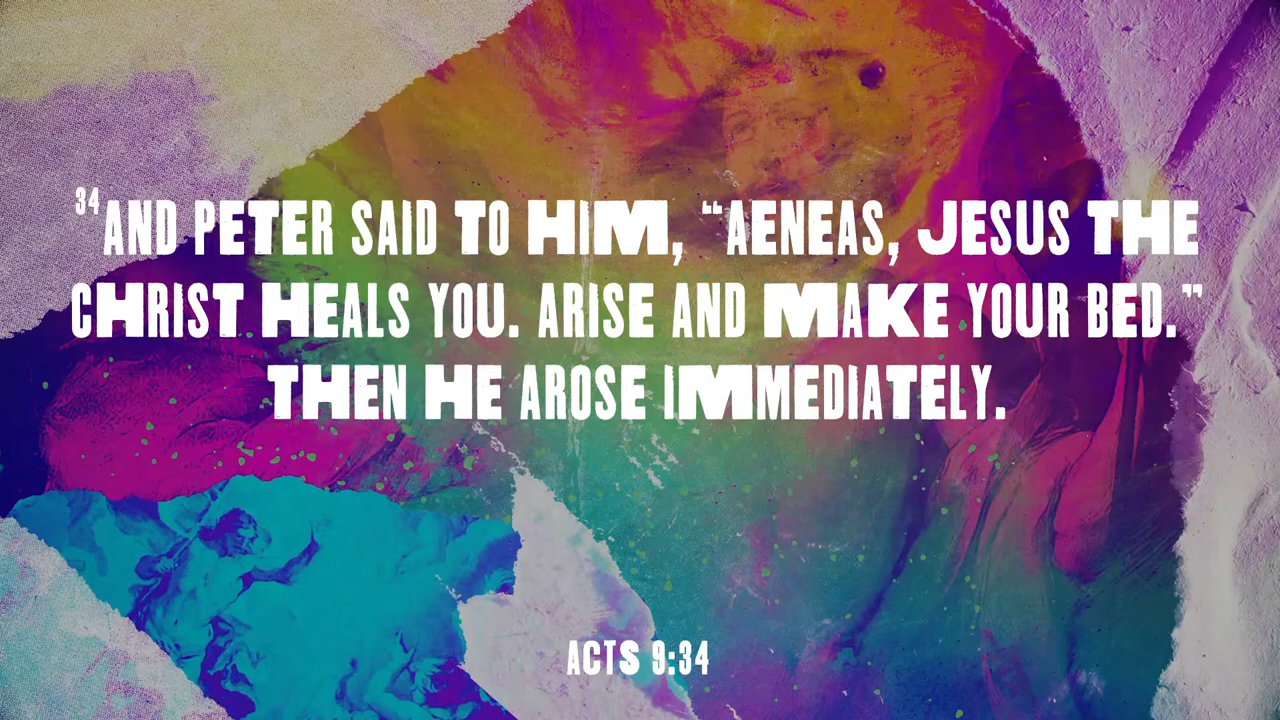 34AND PETER SAID TO HIM, “AENEAS, JESUS THE
CHRIST HEALS YOU. ARISE AND MAKE YOUR BED.”
THEN HE AROSE IMMEDIATELY.
ACTS 9:34